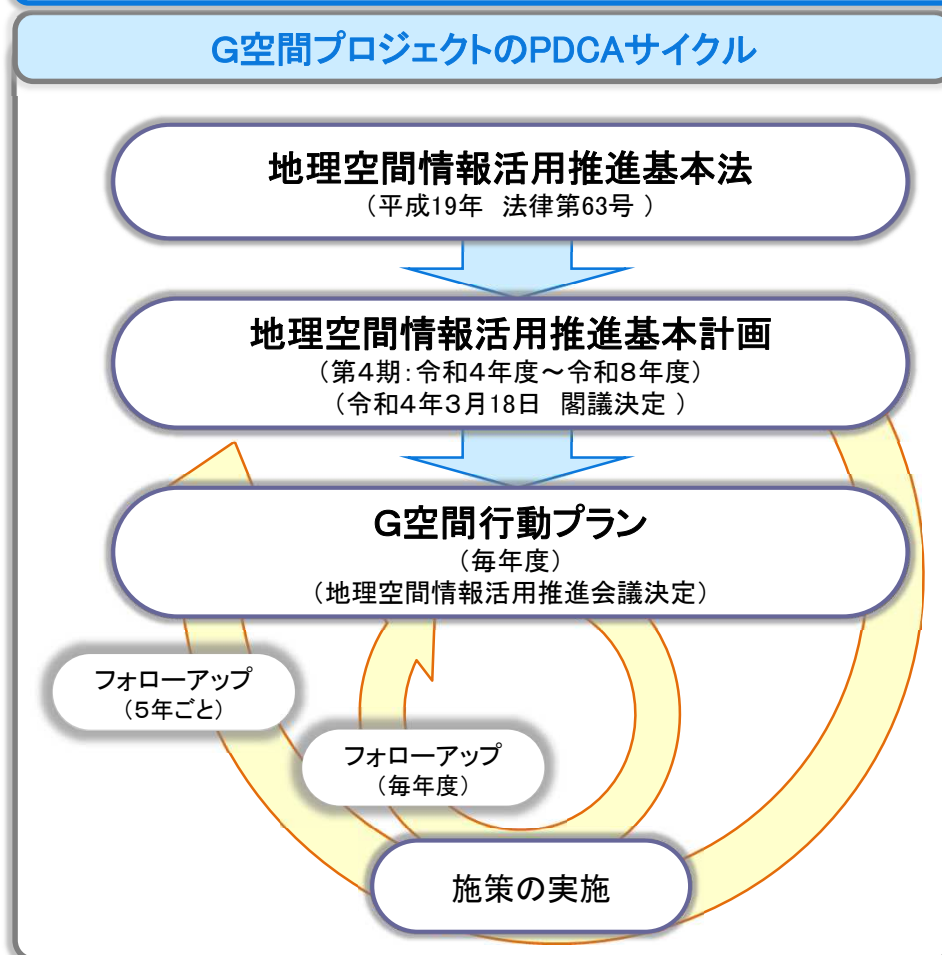 G空間プロジェクトのPDCAサイクル
地理空間情報活用推進基本法
(平成19年 法律第63号 )
地理空間情報活用推進基本計画
(第4期:令和4年度～令和8年度)
(令和4年3月18日 閣議決定 )
G空間行動プラン
(毎年度)
(地理空間情報活用推進会議決定)
フォローアップ
(5年ごと)
フォローアップ
(毎年度)
施策の実施